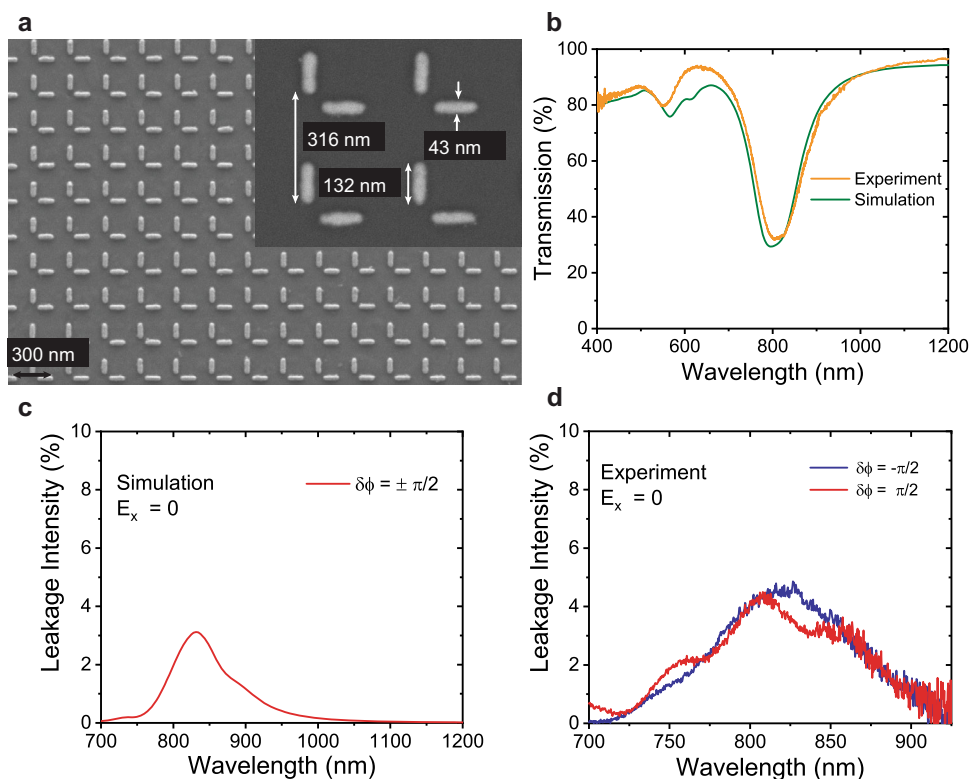 a
316 nm
43 nm
132 nm
300 nm
b
100
80
60
40
20
0
Transmission (%)
Experiment
Simulation
400
600
800
1000
1200
Wavelength (nm)
c
10
8
6
4
2
0
Leakage Intensity (%)
Simulation
Eₓ = 0
δϕ = ± π/2
700
800
900
1000
1100
1200
Wavelength (nm)
d
10
8
6
4
2
0
Leakage Intensity (%)
Experiment
Eₓ = 0
δϕ = -π/2
δϕ = π/2
700
750
800
850
900
Wavelength (nm)